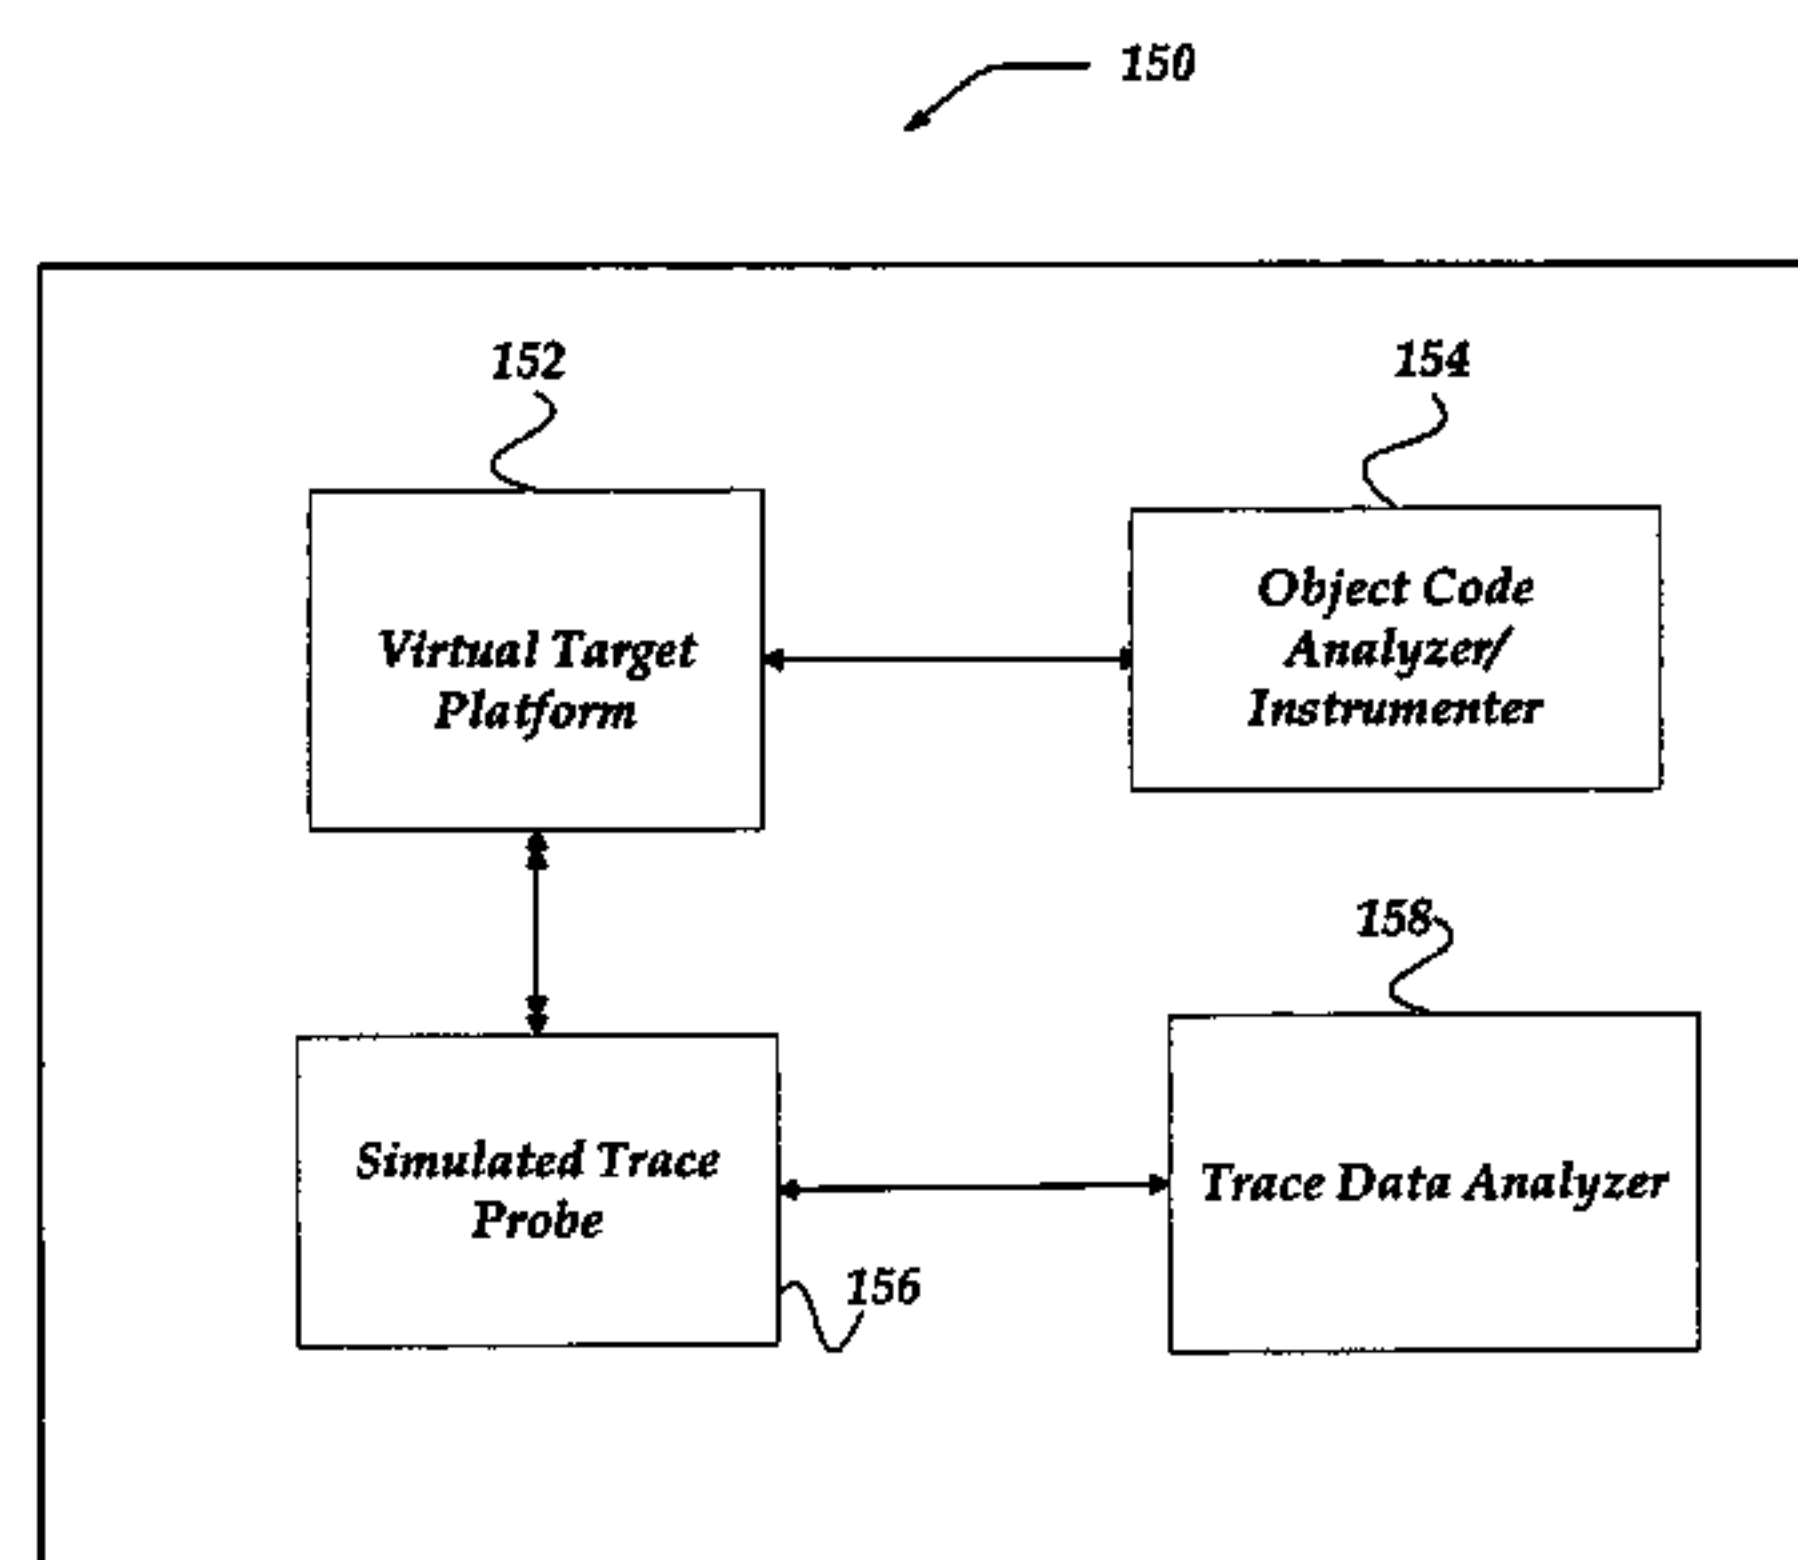 150
152
154
Virtual Target
Platform
Object Code
Analyzer/
Instrumenter
158
Simulated Trace
Probe
Trace Data Analyzer
156